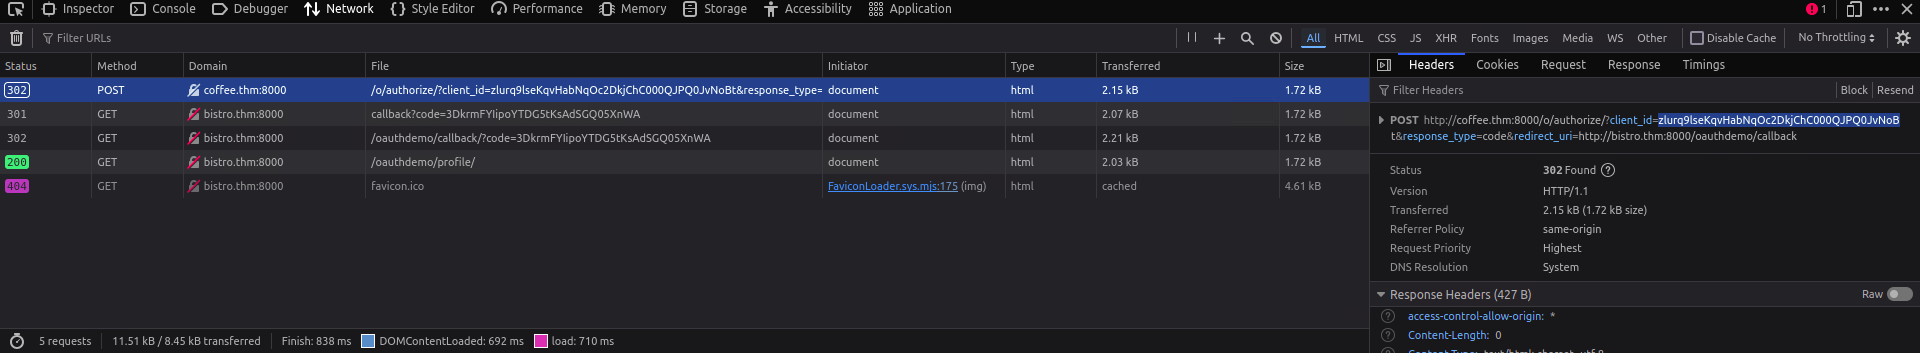 Inspector Console Debugger Network Style Editor Performance Memory Storage Accessibility Application 1
Filter URLs All HTML CSS JS XHR Fonts Images Media WS Other Disable Cache No Throttling
Status Method Domain File Initiator Type Transferred Size
302 POST coffee.thm:8000 /o/authorize/?client_id=zlurq9lseKqvHabNqOc2DkjChC000QJPQ0JvNoBt&response_type= document html 2.15 kB 1.72 kB
301 GET bistro.thm:8000 callback?code=3DkrmFYIipoYTDG5tKsAdSGQ05XnWA document html 2.07 kB 1.72 kB
302 GET bistro.thm:8000 /oauthdemo/callback/?code=3DkrmFYIipoYTDG5tKsAdSGQ05XnWA document html 2.21 kB 1.72 kB
200 GET bistro.thm:8000 /oauthdemo/profile/ document html 2.03 kB 1.72 kB
404 GET bistro.thm:8000 favicon.ico FaviconLoader.sys.mjs:175 (img) html cached 4.61 kB
5 requests 11.51 kB / 8.45 kB transferred Finish: 838 ms DOMContentLoaded: 692 ms load: 710 ms
Headers Cookies Request Response Timings
Filter Headers Block Resend
POST http://coffee.thm:8000/o/authorize/?client_id=zlurq9lseKqvHabNqOc2DkjChC000QJPQ0JvNoB
t&response_type=code&redirect_uri=http://bistro.thm:8000/oauthdemo/callback
Status 302 Found ?
Version HTTP/1.1
Transferred 2.15 kB (1.72 kB size)
Referrer Policy same-origin
Request Priority Highest
DNS Resolution System
Response Headers (427 B) Raw
? access-control-allow-origin: *
? Content-Length: 0